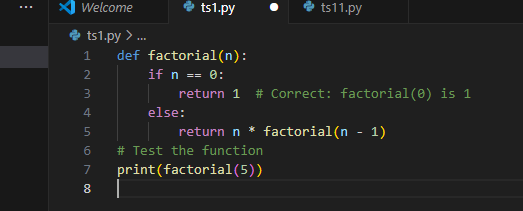 ... Welcome ts1.py ts11.py
ts1.py > ...
1 def factorial(n):
2     if n == 0:
3         return 1  # Correct: factorial(0) is 1
4     else:
5         return n * factorial(n - 1)
6 # Test the function
7 print(factorial(5))
8